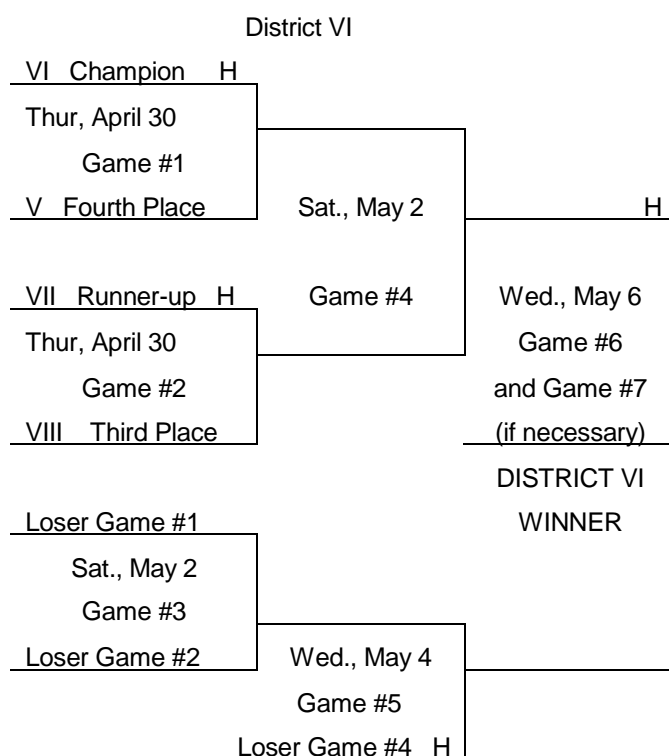 District VI
VI Champion H
Thur, April 30
Game #1
V Fourth Place
Sat., May 2
H
VII Runner-up H
Game #4
Wed., May 6
Thur, April 30
Game #6
Game #2
and Game #7
VIII Third Place
(if necessary)
DISTRICT VI
Loser Game #1
WINNER
Sat., May 2
Game #3
Loser Game #2
Wed., May 4
Game #5
Loser Game #4 H